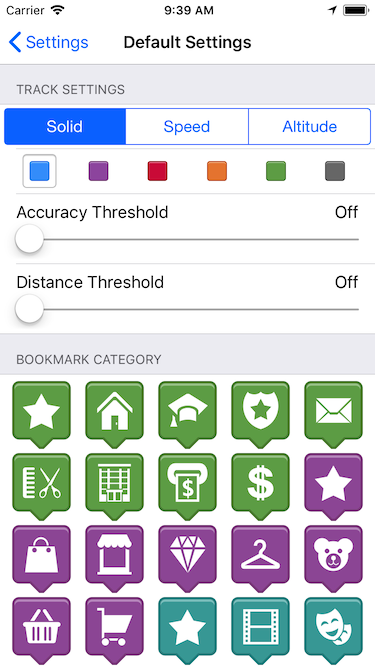 Carrier 9:39 AM
Settings Default Settings
TRACK SETTINGS
Solid Speed Altitude
Accuracy Threshold Off
Distance Threshold Off
BOOKMARK CATEGORY
$
$